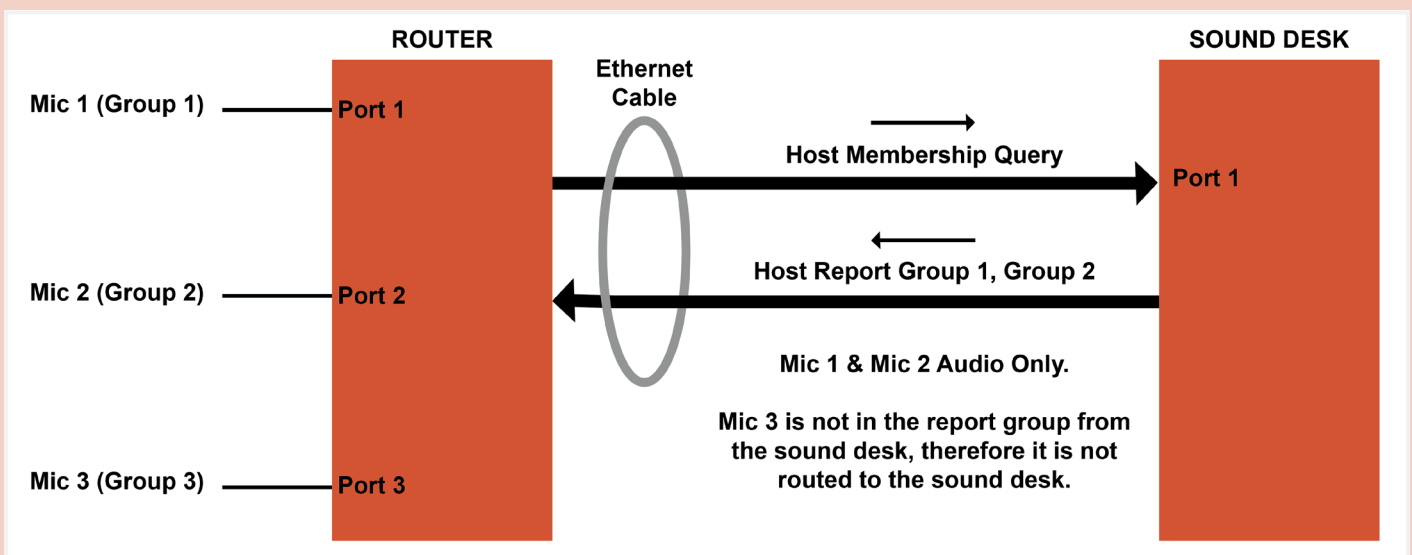 ROUTER
SOUND DESK
Ethernet
Cable
Mic 1 (Group 1)
Port 1
Host Membership Query
Port 1
Host Report Group 1, Group 2
Mic 2 (Group 2)
Port 2
Mic 1 & Mic 2 Audio Only.
Mic 3 is not in the report group from
the sound desk, therefore it is not
routed to the sound desk.
Mic 3 (Group 3)
Port 3